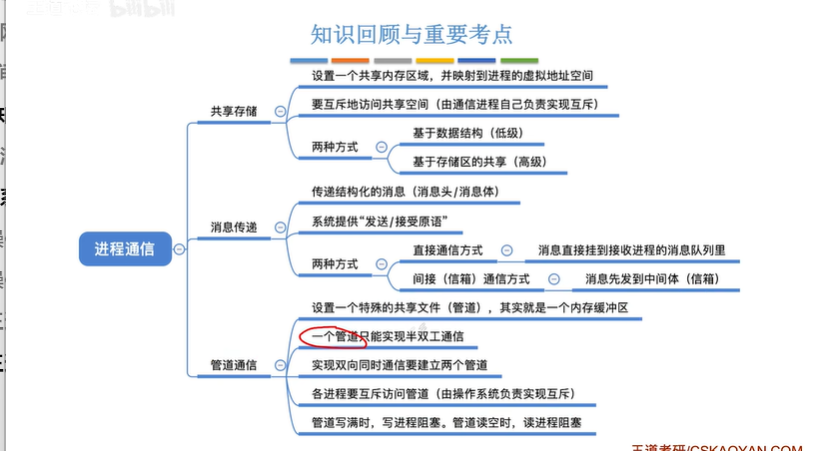 bilibili
知识回顾与重要考点
设置一个共享内存区域，并映射到进程的虚拟地址空间
共享存储
要互斥地访问共享空间（由通信进程自己负责实现互斥）
两种方式
基于数据结构（低级）
基于存储区的共享（高级）
传递结构化的消息（消息头/消息体）
消息传递
系统提供“发送/接受原语”
进程通信
两种方式
直接通信方式
消息直接挂到接收进程的消息队列里
间接（信箱）通信方式
消息先发到中间体（信箱）
设置一个特殊的共享文件（管道），其实就是一个内存缓冲区
一个管道只能实现半双工通信
管道通信
实现双向同时通信要建立两个管道
各进程要互斥访问管道（由操作系统负责实现互斥）
管道写满时，写进程阻塞。管道读空时，读进程阻塞
王道考研/CSKAOYAN.COM